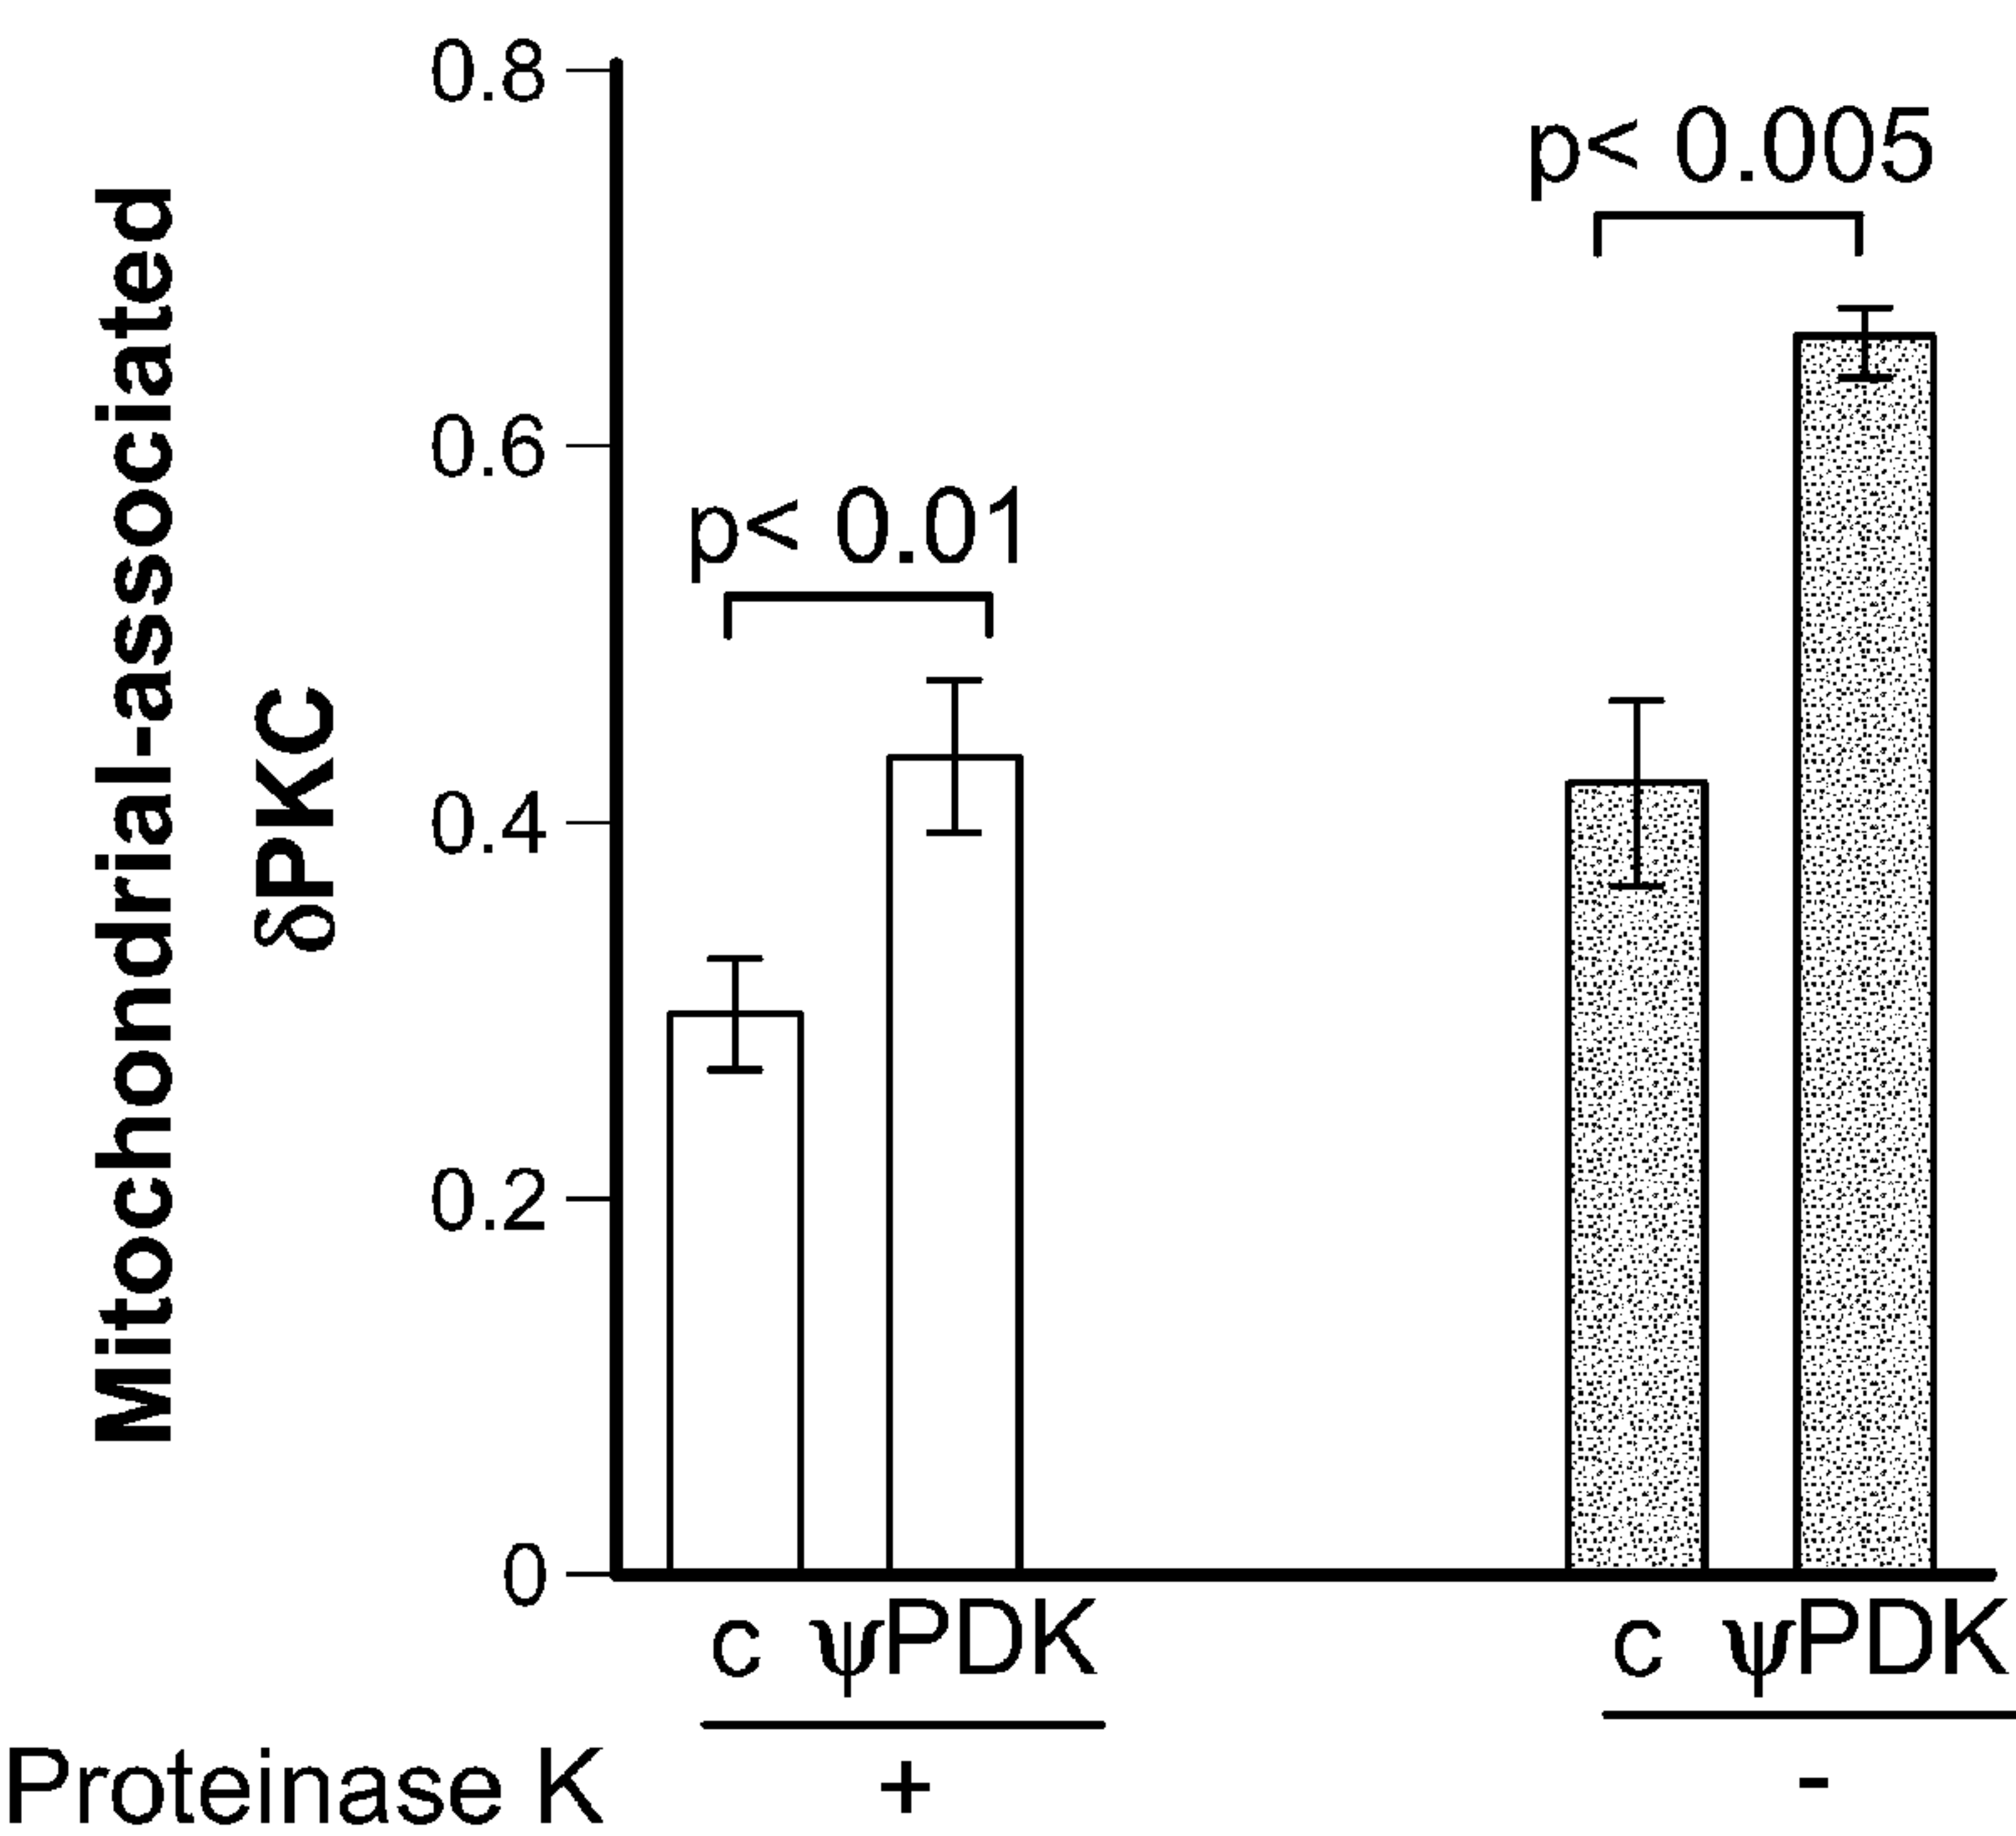 Mitochondrial-associated
δPKC
0.8
0.6
0.4
0.2
0
p< 0.01
p< 0.005
c ψPDK
c ψPDK
Proteinase K + -